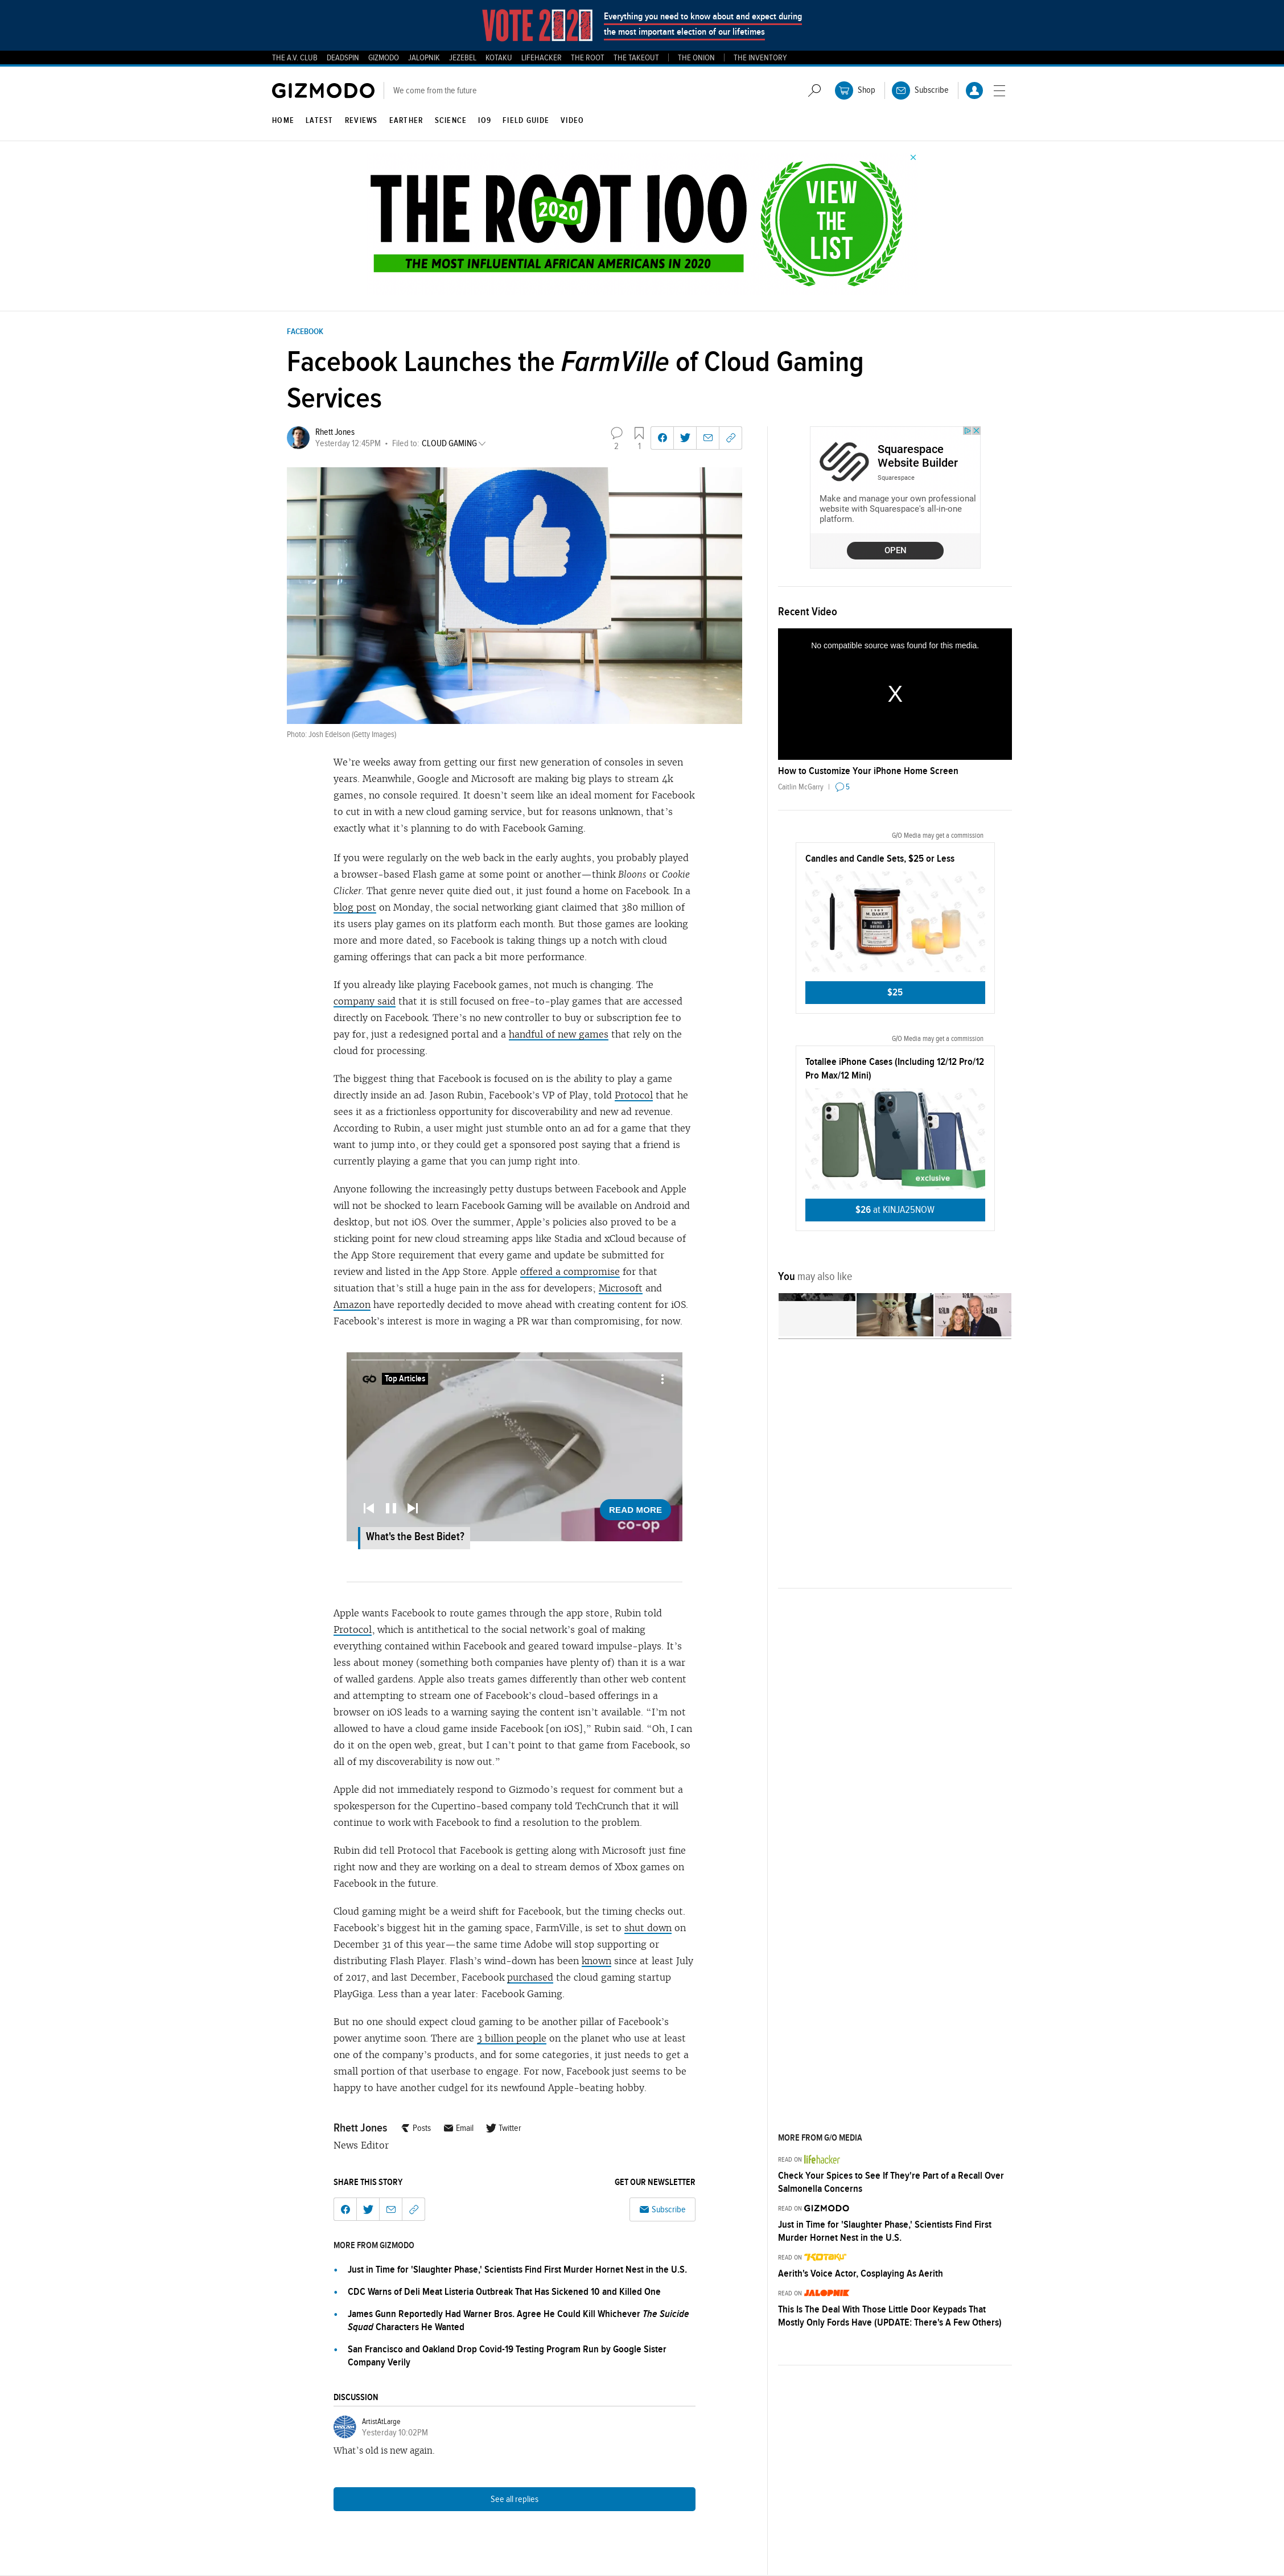 VOTE 2020
Everything you need to know about and expect during
the most important election of our lifetimes
THE A.V. CLUB DEADSPIN GIZMODO JALOPNIK JEZEBEL KOTAKU LIFEHACKER THE ROOT THE TAKEOUT THE ONION THE INVENTORY
GIZMODO We come from the future Shop Subscribe
HOME LATEST REVIEWS EARTHER SCIENCE IO9 FIELD GUIDE VIDEO
THE ROOT 100
2020
THE MOST INFLUENTIAL AFRICAN AMERICANS IN 2020
VIEW
THE
LIST
FACEBOOK
Facebook Launches the FarmVille of Cloud Gaming
Services
Rhett Jones
Yesterday 12:45PM • Filed to: CLOUD GAMING
2 1
Photo: Josh Edelson (Getty Images)
We’re weeks away from getting our first new generation of consoles in seven
years. Meanwhile, Google and Microsoft are making big plays to stream 4k
games, no console required. It doesn’t seem like an ideal moment for Facebook
to cut in with a new cloud gaming service, but for reasons unknown, that’s
exactly what it’s planning to do with Facebook Gaming.
If you were regularly on the web back in the early aughts, you probably played
a browser-based Flash game at some point or another—think Bloons or Cookie
Clicker. That genre never quite died out, it just found a home on Facebook. In a
blog post on Monday, the social networking giant claimed that 380 million of
its users play games on its platform each month. But those games are looking
more and more dated, so Facebook is taking things up a notch with cloud
gaming offerings that can pack a bit more performance.
If you already like playing Facebook games, not much is changing. The
company said that it is still focused on free-to-play games that are accessed
directly on Facebook. There’s no new controller to buy or subscription fee to
pay for, just a redesigned portal and a handful of new games that rely on the
cloud for processing.
The biggest thing that Facebook is focused on is the ability to play a game
directly inside an ad. Jason Rubin, Facebook’s VP of Play, told Protocol that he
sees it as a frictionless opportunity for discoverability and new ad revenue.
According to Rubin, a user might just stumble onto an ad for a game that they
want to jump into, or they could get a sponsored post saying that a friend is
currently playing a game that you can jump right into.
Anyone following the increasingly petty dustups between Facebook and Apple
will not be shocked to learn Facebook Gaming will be available on Android and
desktop, but not iOS. Over the summer, Apple’s policies also proved to be a
sticking point for new cloud streaming apps like Stadia and xCloud because of
the App Store requirement that every game and update be submitted for
review and listed in the App Store. Apple offered a compromise for that
situation that’s still a huge pain in the ass for developers; Microsoft and
Amazon have reportedly decided to move ahead with creating content for iOS.
Facebook’s interest is more in waging a PR war than compromising, for now.
Top Articles
READ MORE
co-op
What's the Best Bidet?
Apple wants Facebook to route games through the app store, Rubin told
Protocol, which is antithetical to the social network’s goal of making
everything contained within Facebook and geared toward impulse-plays. It’s
less about money (something both companies have plenty of) than it is a war
of walled gardens. Apple also treats games differently than other web content
and attempting to stream one of Facebook’s cloud-based offerings in a
browser on iOS leads to a warning saying the content isn’t available. “I’m not
allowed to have a cloud game inside Facebook [on iOS],” Rubin said. “Oh, I can
do it on the open web, great, but I can’t point to that game from Facebook, so
all of my discoverability is now out.”
Apple did not immediately respond to Gizmodo’s request for comment but a
spokesperson for the Cupertino-based company told TechCrunch that it will
continue to work with Facebook to find a resolution to the problem.
Rubin did tell Protocol that Facebook is getting along with Microsoft just fine
right now and they are working on a deal to stream demos of Xbox games on
Facebook in the future.
Cloud gaming might be a weird shift for Facebook, but the timing checks out.
Facebook’s biggest hit in the gaming space, FarmVille, is set to shut down on
December 31 of this year—the same time Adobe will stop supporting or
distributing Flash Player. Flash’s wind-down has been known since at least July
of 2017, and last December, Facebook purchased the cloud gaming startup
PlayGiga. Less than a year later: Facebook Gaming.
But no one should expect cloud gaming to be another pillar of Facebook’s
power anytime soon. There are 3 billion people on the planet who use at least
one of the company’s products, and for some categories, it just needs to get a
small portion of that userbase to engage. For now, Facebook just seems to be
happy to have another cudgel for its newfound Apple-beating hobby.
Rhett Jones Posts Email Twitter
News Editor
SHARE THIS STORY
GET OUR NEWSLETTER
Subscribe
MORE FROM GIZMODO
• Just in Time for 'Slaughter Phase,' Scientists Find First Murder Hornet Nest in the U.S.
• CDC Warns of Deli Meat Listeria Outbreak That Has Sickened 10 and Killed One
• James Gunn Reportedly Had Warner Bros. Agree He Could Kill Whichever The Suicide
Squad Characters He Wanted
• San Francisco and Oakland Drop Covid-19 Testing Program Run by Google Sister
Company Verily
DISCUSSION
ArtistAtLarge
Yesterday 10:02PM
What’s old is new again.
See all replies
Squarespace
Website Builder
Squarespace
Make and manage your own professional
website with Squarespace's all-in-one
platform.
OPEN
Recent Video
No compatible source was found for this media.
X
How to Customize Your iPhone Home Screen
Caitlin McGarry | 5
G/O Media may get a commission
Candles and Candle Sets, $25 or Less
$25
G/O Media may get a commission
Totallee iPhone Cases (Including 12/12 Pro/12
Pro Max/12 Mini)
exclusive
$26 at KINJA25NOW
You may also like
MORE FROM G/O MEDIA
READ ON lifehacker
Check Your Spices to See If They're Part of a Recall Over
Salmonella Concerns
READ ON GIZMODO
Just in Time for 'Slaughter Phase,' Scientists Find First
Murder Hornet Nest in the U.S.
READ ON KOTAKU
Aerith's Voice Actor, Cosplaying As Aerith
READ ON JALOPNIK
This Is The Deal With Those Little Door Keypads That
Mostly Only Fords Have (UPDATE: There's A Few Others)